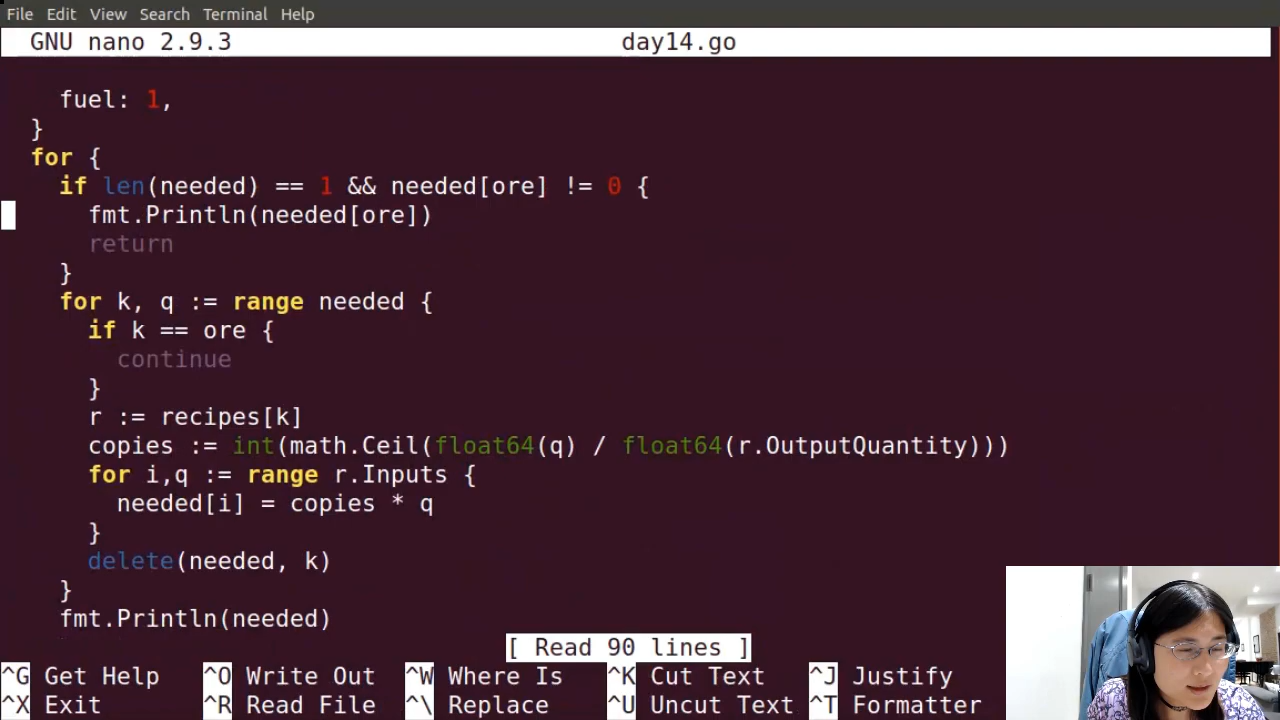 File Edit View Search Terminal Help
GNU nano 2.9.3 day14.go
fuel: 1,
}
for {
if len(needed) == 1 && needed[ore] != 0 {
fmt.Println(needed[ore])
return
}
for k, q := range needed {
if k == ore {
continue
}
r := recipes[k]
copies := int(math.Ceil(float64(q) / float64(r.OutputQuantity)))
for i,q := range r.Inputs {
needed[i] = copies * q
}
delete(needed, k)
}
fmt.Println(needed)
[ Read 90 lines ]
^G Get Help ^O Write Out ^W Where Is ^K Cut Text ^J Justify
^X Exit ^R Read File ^\ Replace ^U Uncut Text ^T Formatter